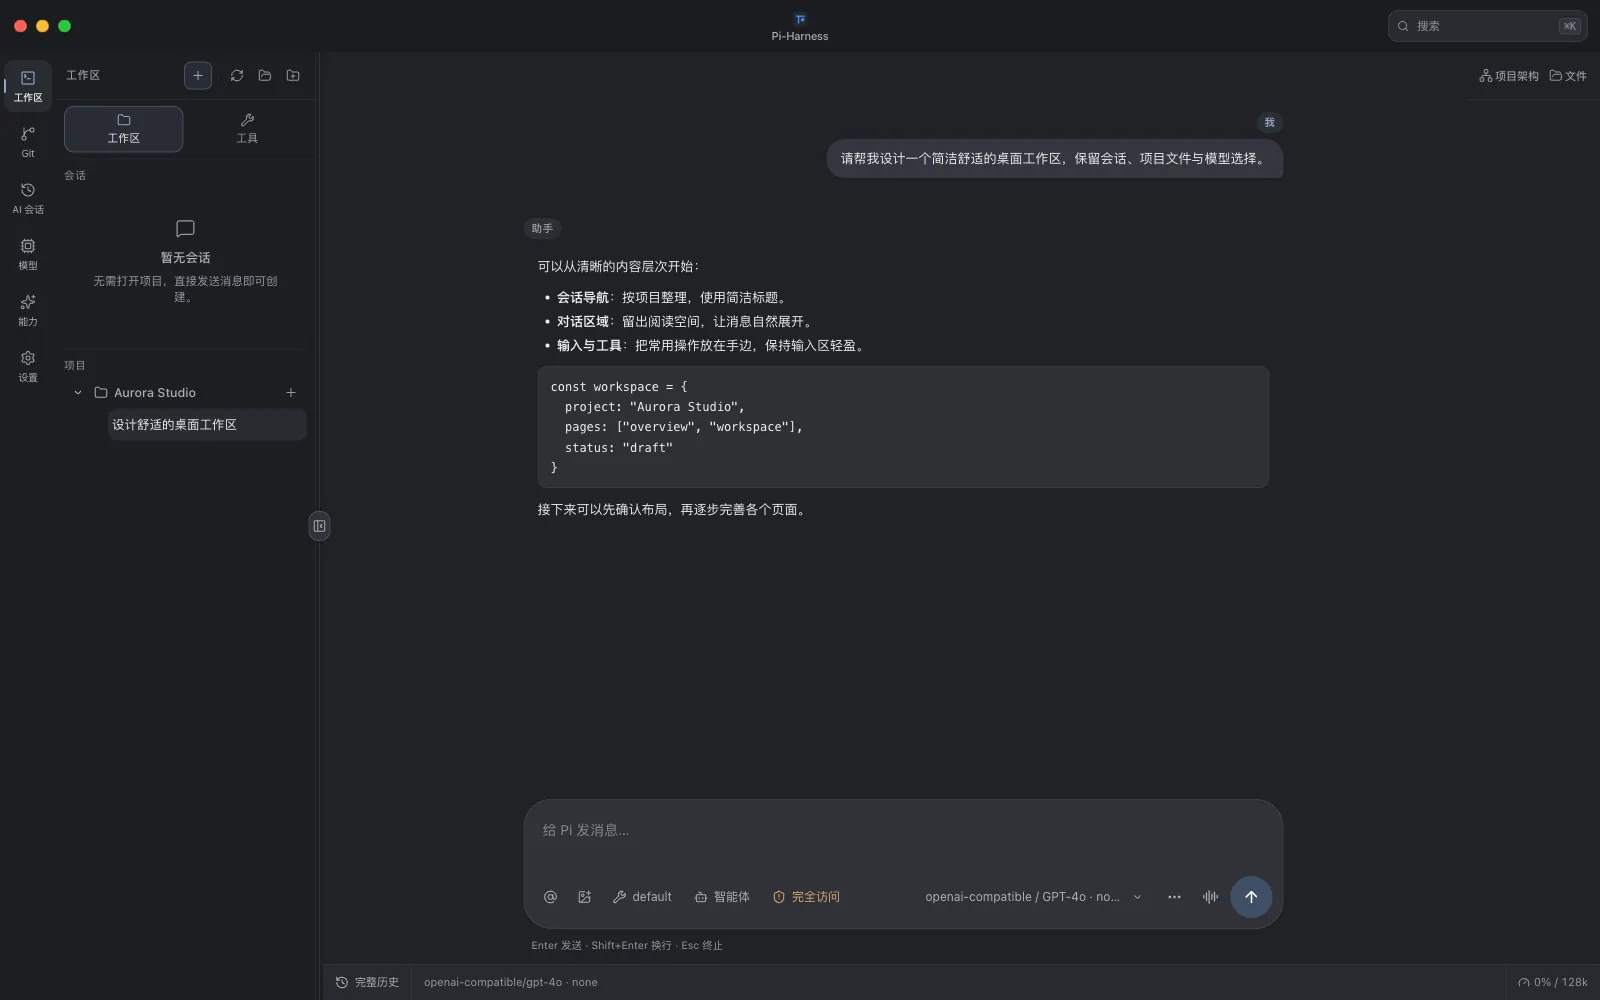 Pi-Harness
搜索
⌘K
工作区
Git
AI 会话
模型
能力
设置
工作区
工作区
工具
会话
暂无会话
无需打开项目，直接发送消息即可创
建。
项目
Aurora Studio
设计舒适的桌面工作区
项目架构
文件
我
请帮我设计一个简洁舒适的桌面工作区，保留会话、项目文件与模型选择。
助手
可以从清晰的内容层次开始：
• 会话导航：按项目整理，使用简洁标题。
• 对话区域：留出阅读空间，让消息自然展开。
• 输入与工具：把常用操作放在手边，保持输入区轻盈。
const workspace = {
  project: "Aurora Studio",
  pages: ["overview", "workspace"],
  status: "draft"
}
接下来可以先确认布局，再逐步完善各个页面。
给 Pi 发消息...
default
智能体
完全访问
openai-compatible / GPT-4o · no...
Enter 发送 · Shift+Enter 换行 · Esc 终止
完整历史
openai-compatible/gpt-4o · none
0% / 128k